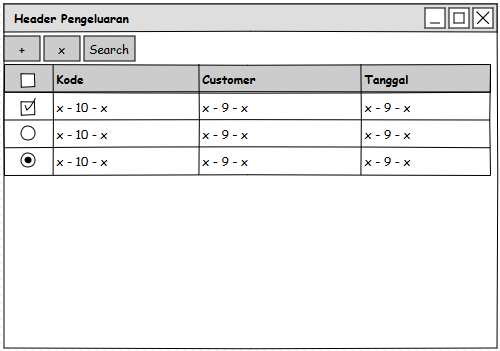 Header Pengeluaran
+ x Search
Kode Customer Tanggal
x - 10 - x x - 9 - x x - 9 - x
x - 10 - x x - 9 - x x - 9 - x
x - 10 - x x - 9 - x x - 9 - x